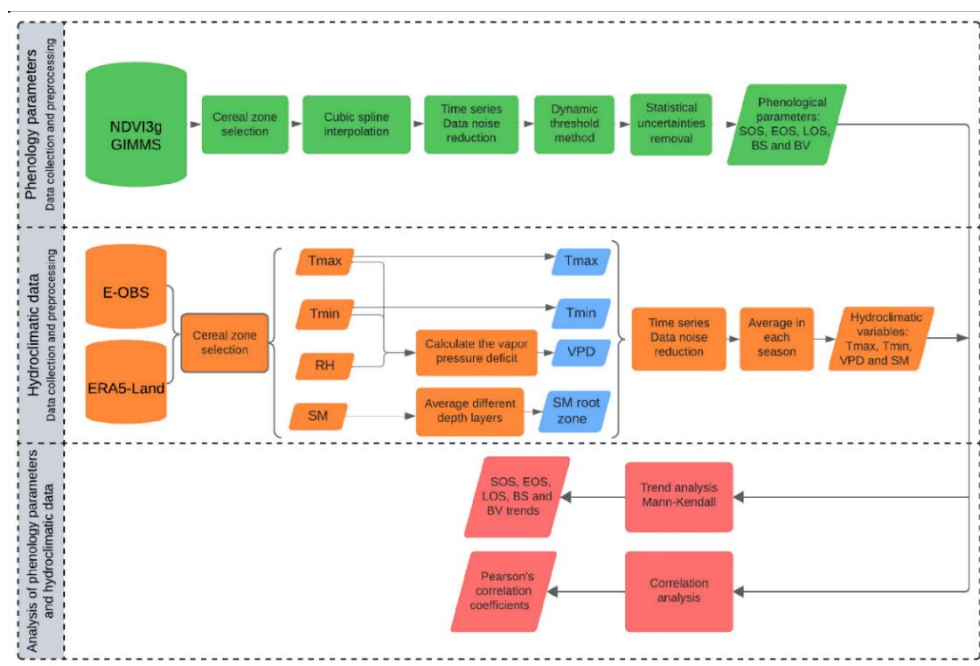 Phenology parameters
Data collection and preprocessing
NDVI3g
GIMMS
Cereal zone
selection
Cubic spline
interpolation
Time series
Data noise
reduction
Dynamic
threshold
method
Statistical
uncertainties
removal
Phenological
parameters:
SOS, EOS, LOS,
BS and BV
Hydroclimatic data
Data collection and preprocessing
E-OBS
ERA5-Land
Cereal zone
selection
Tmax
Tmin
RH
SM
Calculate the vapor
pressure deficit
Average different
depth layers
Tmax
Tmin
VPD
SM root
zone
Time series
Data noise
reduction
Average in
each
season
Hydroclimatic
variables:
Tmax, Tmin,
VPD and SM
Analysis of phenology parameters
and hydroclimatic data
SOS, EOS,
LOS, BS and
BV trends
Trend analysis
Mann-Kendall
Pearson's
correlation
coefficients
Correlation
analysis